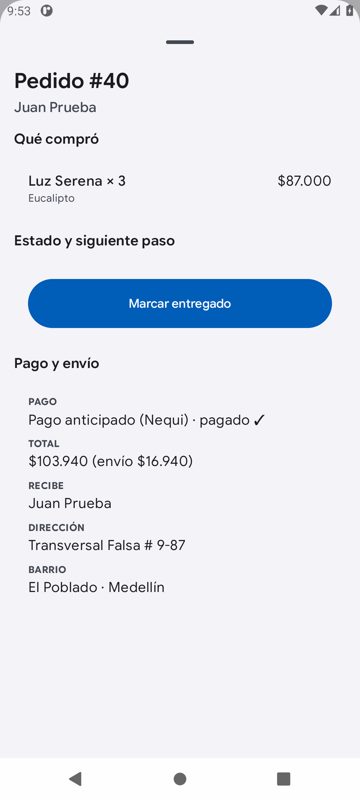 9:53
Pedido #40
Juan Prueba
Qué compró
Luz Serena × 3 $87.000
Eucalipto
Estado y siguiente paso
Marcar entregado
Pago y envío
PAGO
Pago anticipado (Nequi) · pagado ✓
TOTAL
$103.940 (envío $16.940)
RECIBE
Juan Prueba
DIRECCIÓN
Transversal Falsa # 9-87
BARRIO
El Poblado · Medellín